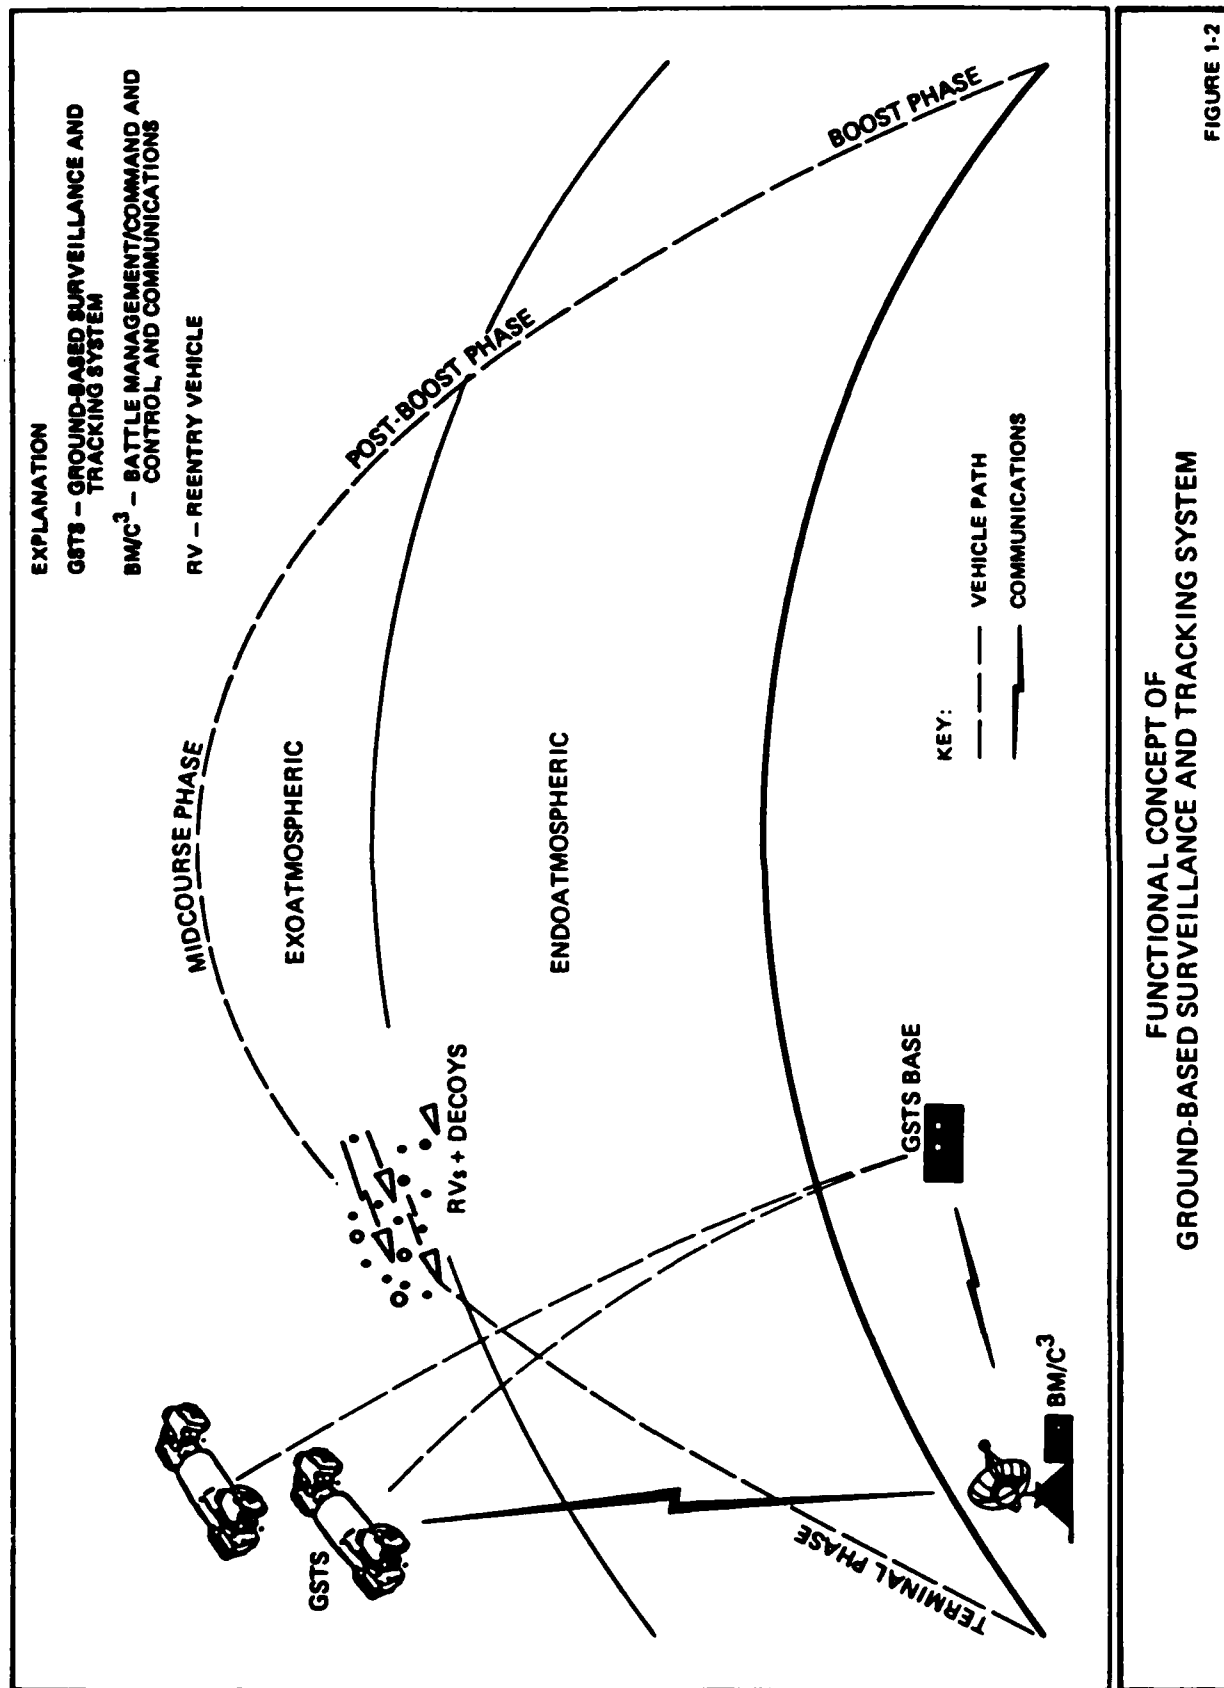 EXPLANATION
GSTS – GROUND-BASED SURVEILLANCE AND
TRACKING SYSTEM
BM/C³ – BATTLE MANAGEMENT/COMMAND AND
CONTROL, AND COMMUNICATIONS
RV – REENTRY VEHICLE
MIDCOURSE PHASE
POST-BOOST PHASE
BOOST PHASE
EXOATMOSPHERIC
ENDOATMOSPHERIC
GSTS
RVs + DECOYS
TERMINAL PHASE
GSTS BASE
BM/C³
KEY:
VEHICLE PATH
COMMUNICATIONS
FUNCTIONAL CONCEPT OF
GROUND-BASED SURVEILLANCE AND TRACKING SYSTEM
FIGURE 1-2